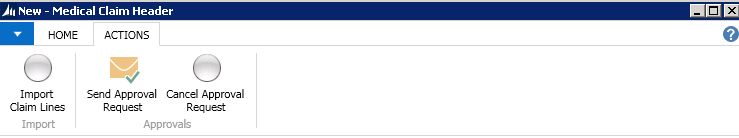 New - Medical Claim Header
HOME ACTIONS
Import Send Approval Cancel Approval
Claim Lines Request Request
Import Approvals